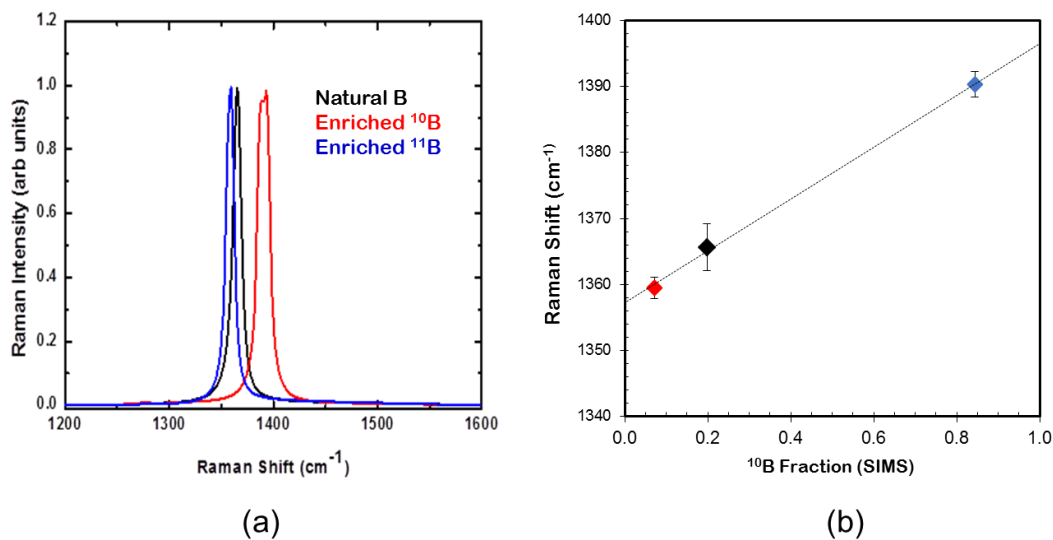 1.2
1.0
0.8
0.6
0.4
0.2
0.0
Raman Intensity (arb units)
Natural B
Enriched ¹⁰B
Enriched ¹¹B
1200 1300 1400 1500 1600
Raman Shift (cm⁻¹)
(a)
1400
1390
1380
1370
1360
1350
1340
Raman Shift (cm⁻¹)
0.0 0.2 0.4 0.6 0.8 1.0
¹⁰B Fraction (SIMS)
(b)